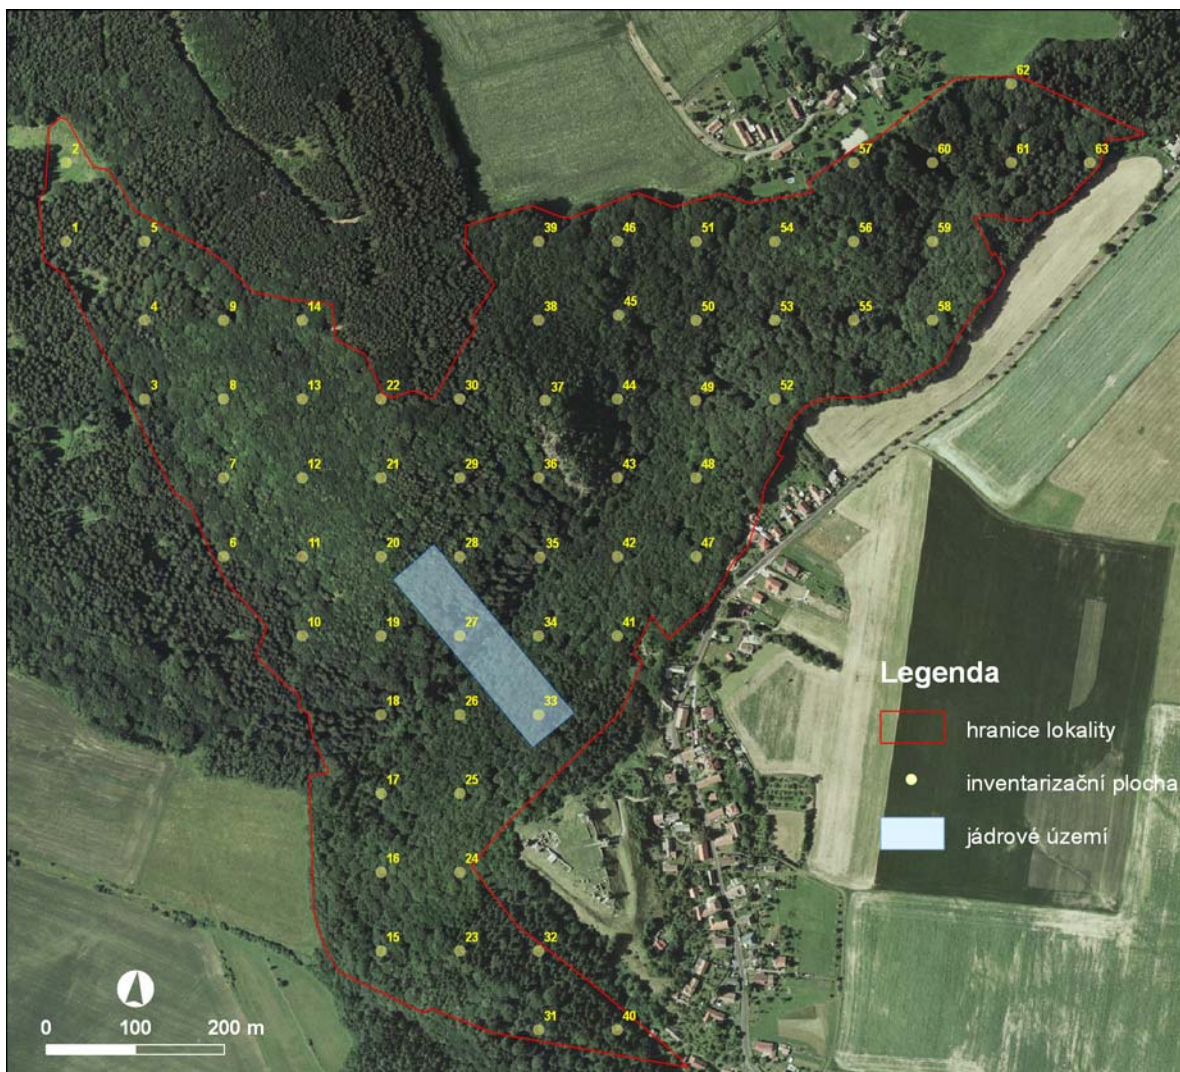 62
2
57 60 61 63
1 5 39 46 51 54 56 59
4 9 14 38 45 50 53 55 58
3 8 13 22 30 37 44 49 52
7 12 21 29 36 43 48
6 11 20 28 35 42 47
10 19 27 34 41
18 26 33
17 25
16 24
15 23 32
31 40
Legenda
hranice lokality
inventarizační plocha
jádrové území
0 100 200 m